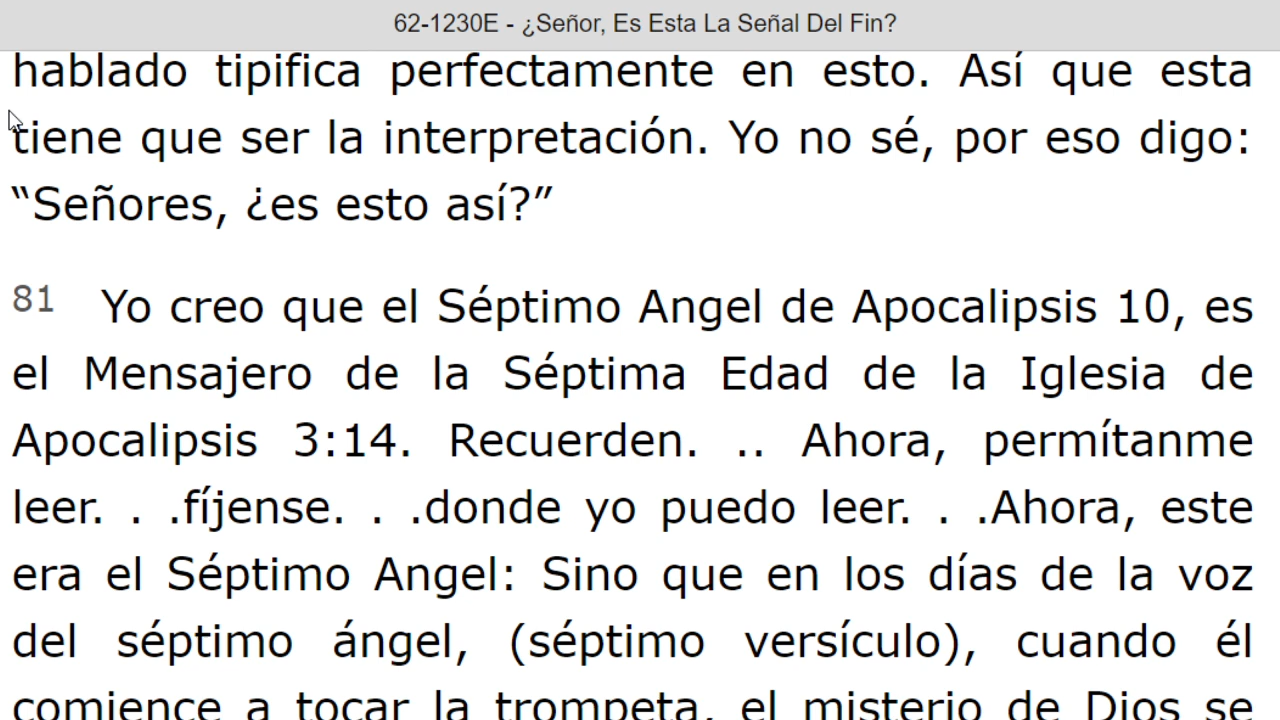 62-1230E - ¿Señor, Es Esta La Señal Del Fin?
hablado tipifica perfectamente en esto. Así que esta
tiene que ser la interpretación. Yo no sé, por eso digo:
“Señores, ¿es esto así?”
81 Yo creo que el Séptimo Angel de Apocalipsis 10, es
el Mensajero de la Séptima Edad de la Iglesia de
Apocalipsis 3:14. Recuerden. .. Ahora, permítanme
leer. . .fíjense. . .donde yo puedo leer. . .Ahora, este
era el Séptimo Angel: Sino que en los días de la voz
del séptimo ángel, (séptimo versículo), cuando él
comience a tocar la trompeta, el misterio de Dios se